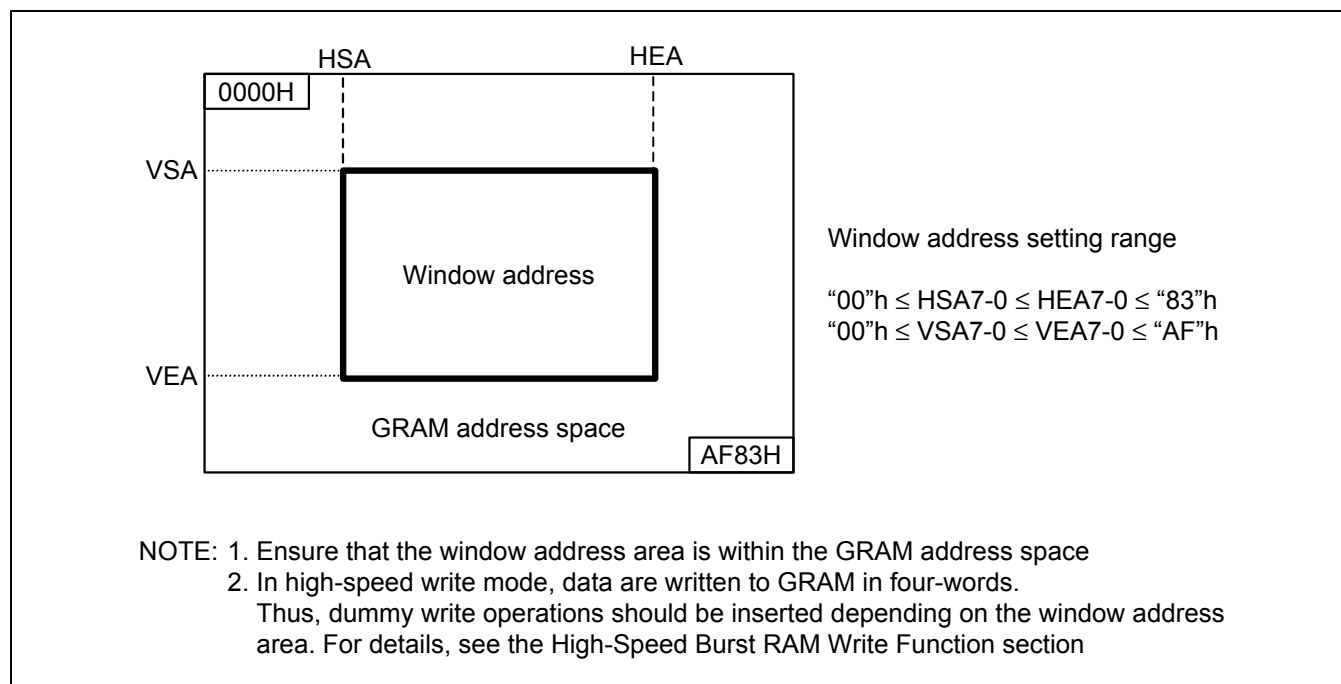 HSA HEA
0000H
VSA
Window address
Window address setting range
“00”h ≤ HSA7-0 ≤ HEA7-0 ≤ “83”h
“00”h ≤ VSA7-0 ≤ VEA7-0 ≤ “AF”h
VEA
GRAM address space
AF83H
NOTE: 1. Ensure that the window address area is within the GRAM address space
2. In high-speed write mode, data are written to GRAM in four-words.
Thus, dummy write operations should be inserted depending on the window address
area. For details, see the High-Speed Burst RAM Write Function section